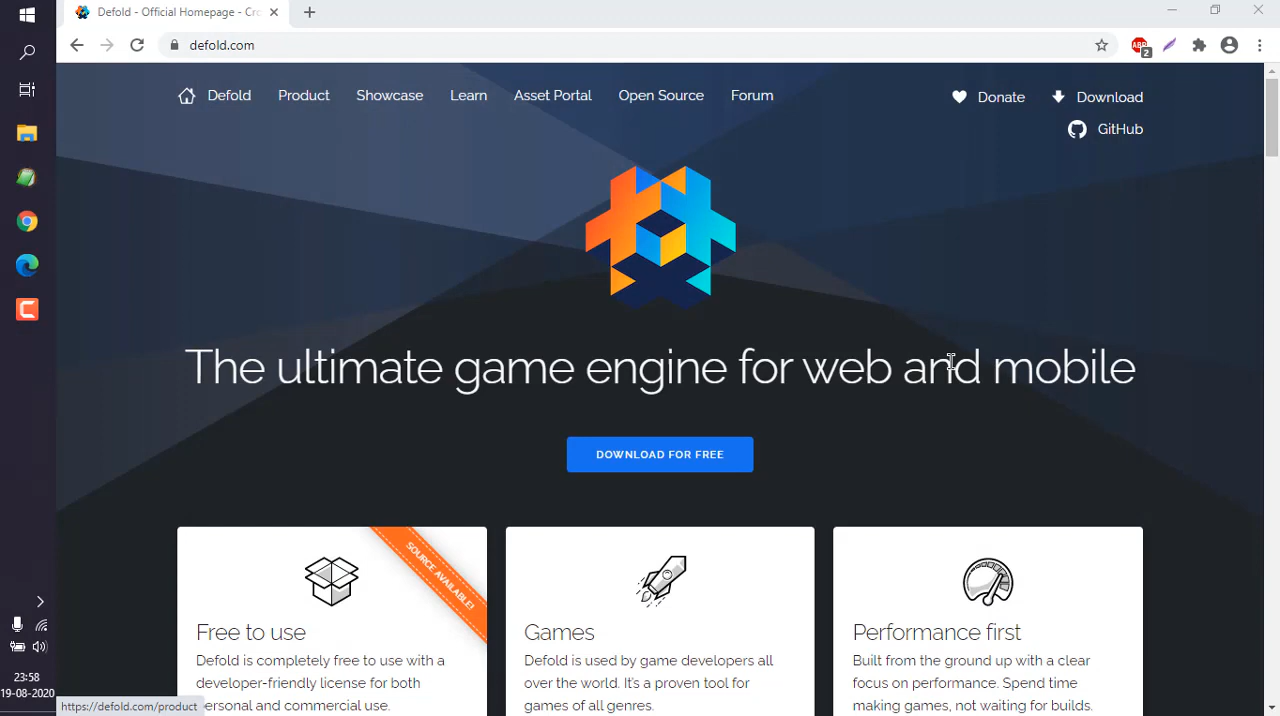 Defold - Official Homepage - Cr
defold.com
2
Defold
Product
Showcase
Learn
Asset Portal
Open Source
Forum
Donate
Download
GitHub
The ultimate game engine for web and mobile
DOWNLOAD FOR FREE
SOURCE AVAILABLE!
Free to use
Defold is completely free to use with a
developer-friendly license for both
personal and commercial use.
Games
Defold is used by game developers all
over the world. It's a proven tool for
games of all genres.
Performance first
Built from the ground up with a clear
focus on performance. Spend time
making games, not waiting for builds.
23:58
19-08-2020
https://defold.com/product